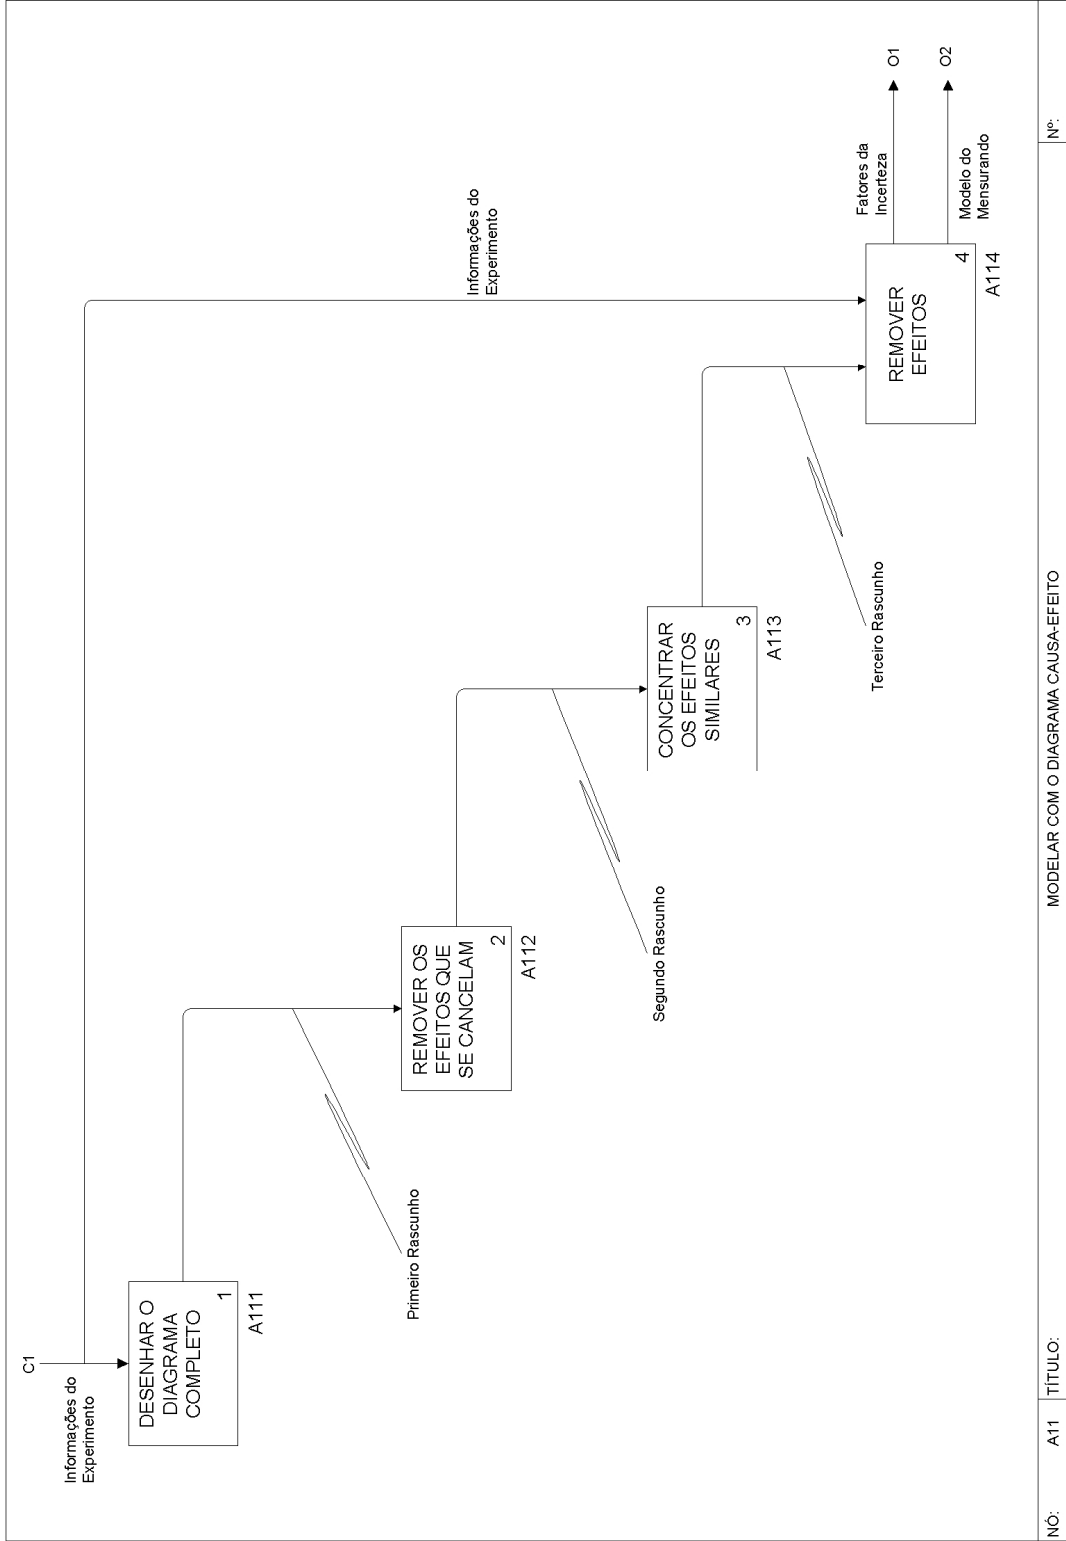 C1
Informações do
Experimento
DESENHAR O
DIAGRAMA
COMPLETO
1
A111
Primeiro Rascunho
REMOVER OS
EFEITOS QUE
SE CANCELAM
2
A112
Segundo Rascunho
CONCENTRAR
OS EFEITOS
SIMILARES
3
A113
Terceiro Rascunho
Informações do
Experimento
REMOVER
EFEITOS
4
A114
Fatores da
Incerteza
O1
Modelo do
Mensurando
O2
NÓ:
A11
TÍTULO:
MODELAR COM O DIAGRAMA CAUSA-EFEITO
Nº: